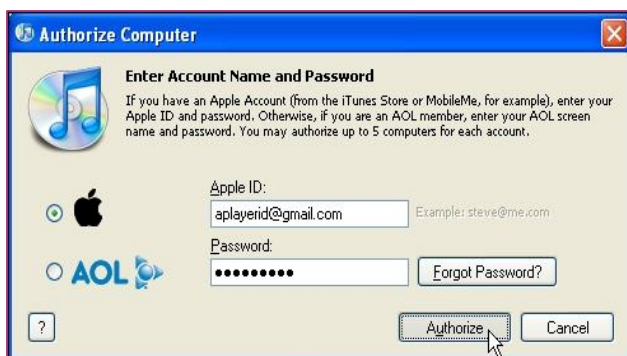 Authorize Computer
Enter Account Name and Password
If you have an Apple Account (from the iTunes Store or MobileMe, for example), enter your
Apple ID and password. Otherwise, if you are an AOL member, enter your AOL screen
name and password. You may authorize up to 5 computers for each account.
Apple ID:
aplayerid@gmail.com Example: steve@me.com
Password:
AOL ●●●●●●●●● Forgot Password?
? Authorize Cancel